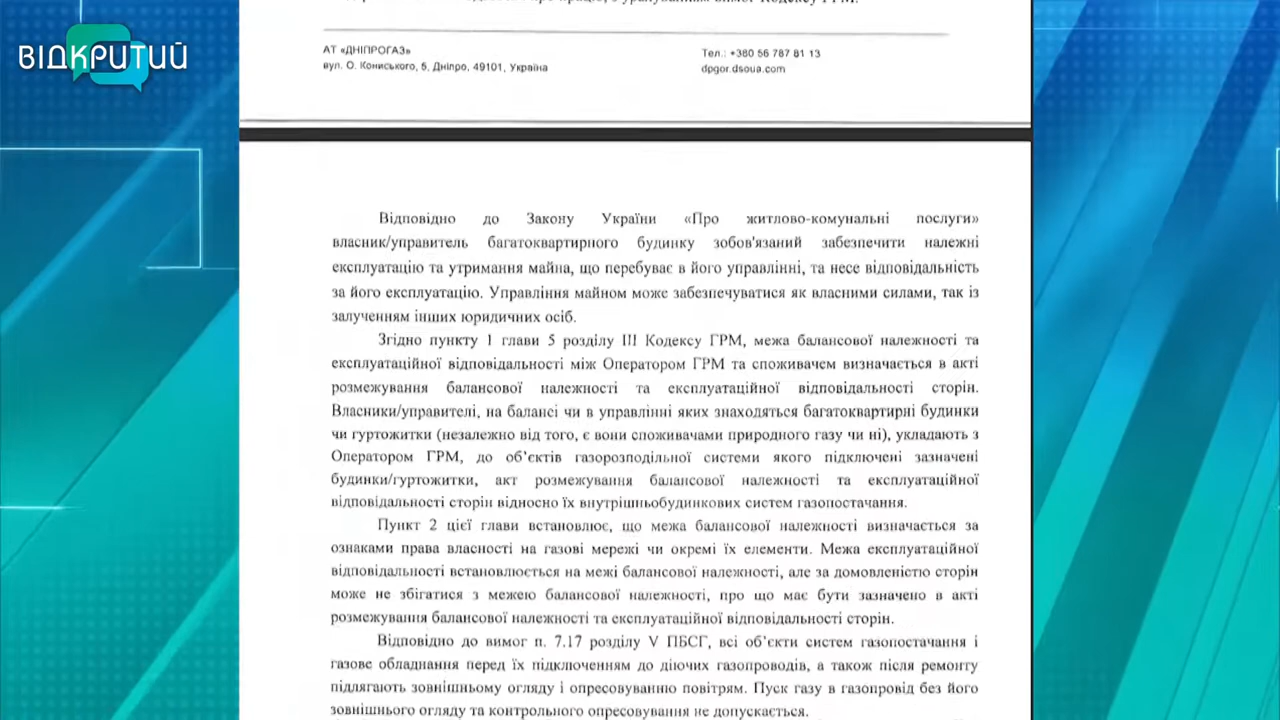 ВІДКРИТИЙ
Кодексу ГРМ.
АТ «ДНІПРОГАЗ»
вул. О. Кониського, 5, Дніпро, 49101, Україна
Тел.: +380 56 787 81 13
dpgor.dsoua.com
Відповідно до Закону України «Про житлово-комунальні послуги»
власник/управитель багатоквартирного будинку зобов'язаний забезпечити належні
експлуатацію та утримання майна, що перебуває в його управлінні, та несе відповідальність
за його експлуатацію. Управління майном може забезпечуватися як власними силами, так із
залученням інших юридичних осіб.
Згідно пункту 1 глави 5 розділу III Кодексу ГРМ, межа балансової належності та
експлуатаційної відповідальності між Оператором ГРМ та споживачем визначається в акті
розмежування балансової належності та експлуатаційної відповідальності сторін.
Власники/управителі, на балансі чи в управлінні яких знаходяться багатоквартирні будинки
чи гуртожитки (незалежно від того, є вони споживачами природного газу чи ні), укладають з
Оператором ГРМ, до об’єктів газорозподільної системи якого підключені зазначені
будинки/гуртожитки, акт розмежування балансової належності та експлуатаційної
відповідальності сторін відносно їх внутрішньобудинкових систем газопостачання.
Пункт 2 цієї глави встановлює, що межа балансової належності визначається за
ознаками права власності на газові мережі чи окремі їх елементи. Межа експлуатаційної
відповідальності встановлюється на межі балансової належності, але за домовленістю сторін
може не збігатися з межею балансової належності, про що має бути зазначено в акті
розмежування балансової належності та експлуатаційної відповідальності сторін.
Відповідно до вимог п. 7.17 розділу V ПБСГ, всі об’єкти систем газопостачання і
газове обладнання перед їх підключенням до діючих газопроводів, а також після ремонту
підлягають зовнішньому огляду і опресовуванню повітрям. Пуск газу в газопровід без його
зовнішнього огляду та контрольного опресовування не допускається.